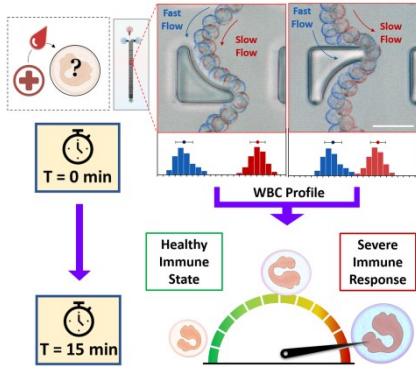 Fast
Flow
Slow
Flow
Fast
Flow
Slow
Flow
?
T = 0 min
WBC Profile
Healthy
Immune
State
Severe
Immune
Response
T = 15 min